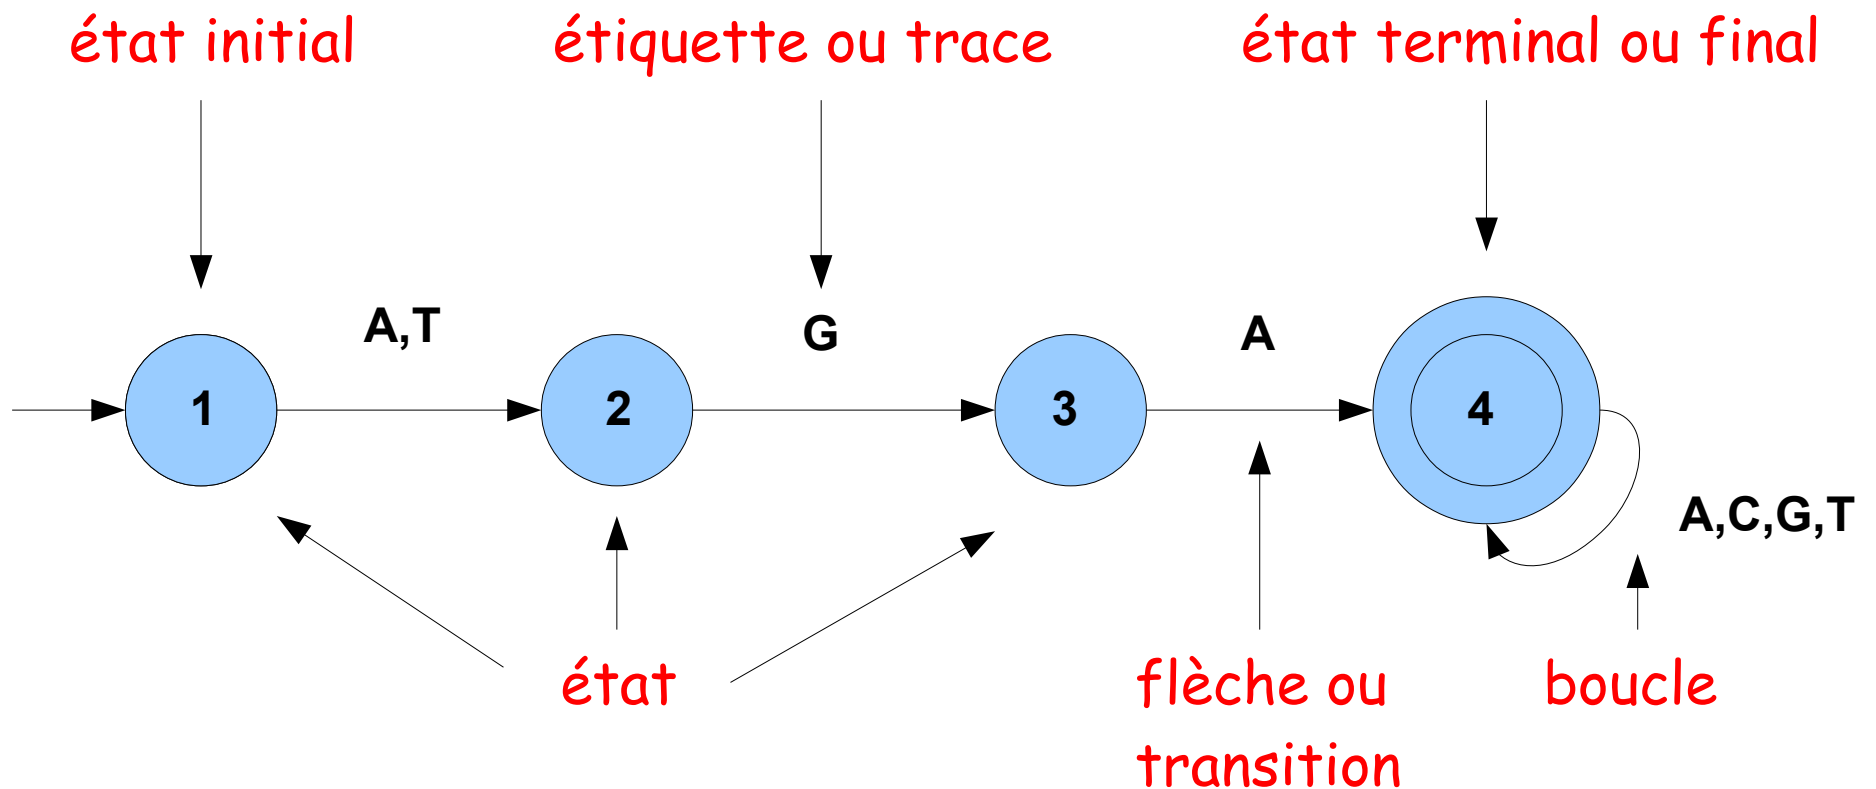 état initial
étiquette ou trace
état terminal ou final
A,T
G
A
1
2
3
4
A,C,G,T
état
flèche ou
transition
boucle